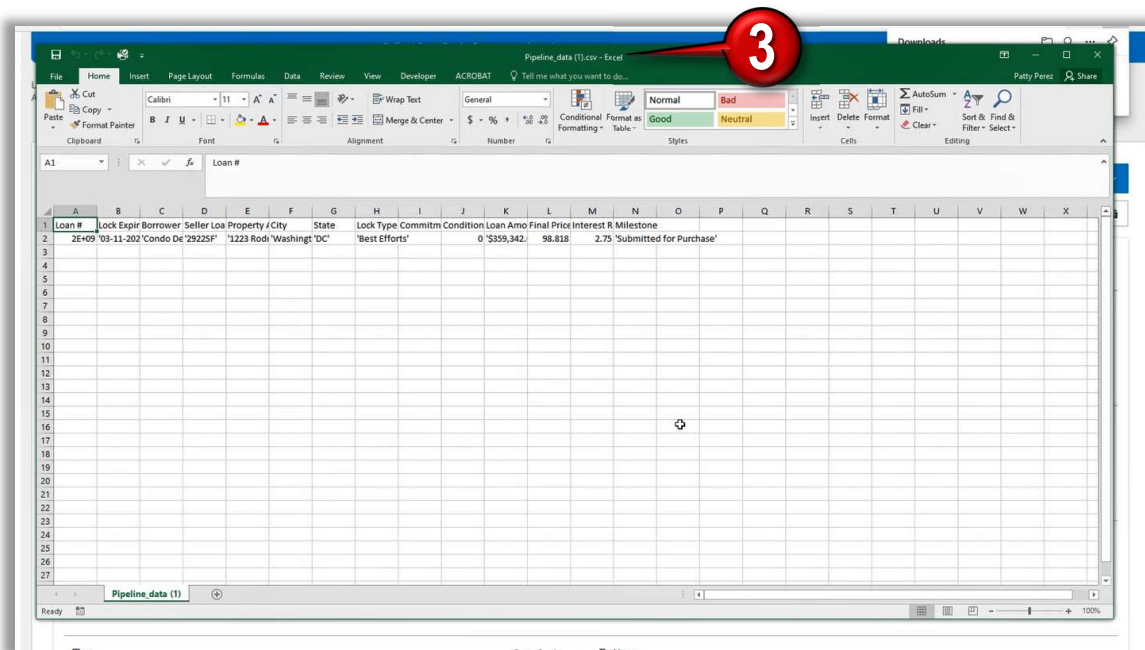 3
Downloads
Pipeline_data (1).csv - Excel
File Home Insert Page Layout Formulas Data Review View Developer ACROBAT Tell me what you want to do... Patty Perez Share
Cut
Copy
Format Painter
Paste
Clipboard
Calibri 11
B I U
Font
Wrap Text
Merge & Center
Alignment
General
$ - % ,
Number
Conditional Formatting
Format as Table
Normal Bad
Good Neutral
Styles
Insert Delete Format
Cells
AutoSum
Fill
Clear
Sort & Filter
Find & Select
Editing
A1 fx Loan #
A B C D E F G H I J K L M N O P Q R S T U V W X
1 Loan # Lock Expir Borrower Seller Loa Property A City State Lock Type Commitm Condition Loan Amo Final Price Interest R Milestone
2 2E+09 '03-11-202 'Condo De '2922SF' '1223 Rodi 'Washingt 'DC' 'Best Efforts' 0 '$359,342. 98.818 2.75 'Submitted for Purchase'
3
4
5
6
7
8
9
10
11
12
13
14
15
16
17
18
19
20
21
22
23
24
25
26
27
Pipeline_data (1)
Ready 100%